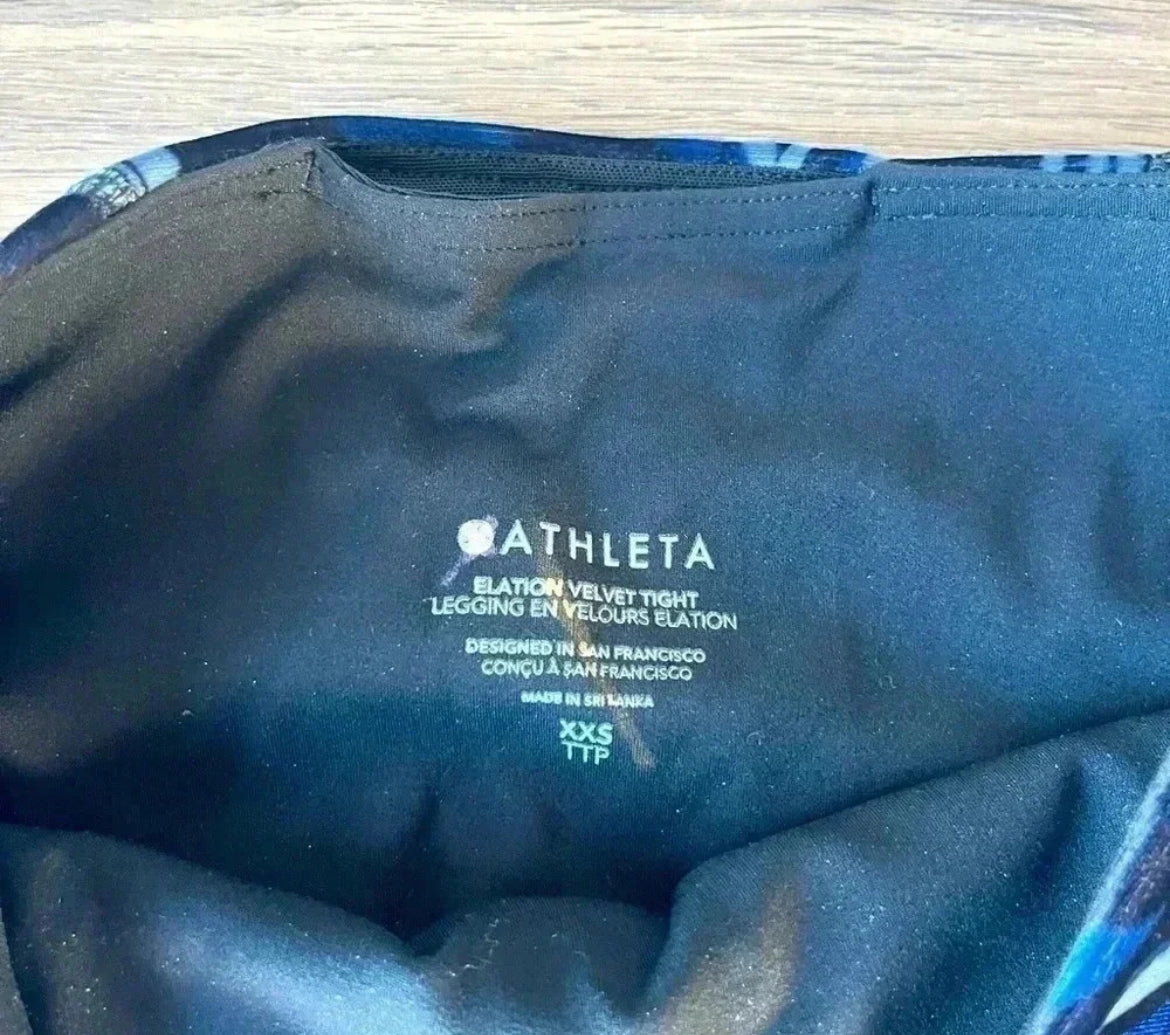 ATHLETA
ELATION VELVET TIGHT
LEGGING EN VELOURS ELATION
DESIGNED IN SAN FRANCISCO
CONÇU À SAN FRANCISCO
MADE IN SRI LANKA
XXS
TTP